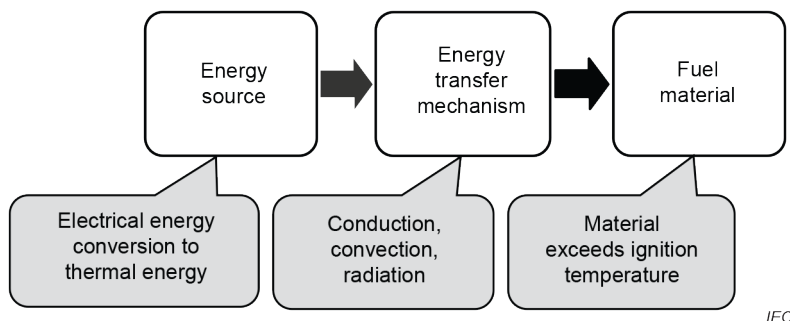 Energy
source
Energy
transfer
mechanism
Fuel
material
Electrical energy
conversion to
thermal energy
Conduction,
convection,
radiation
Material
exceeds ignition
temperature
IEC